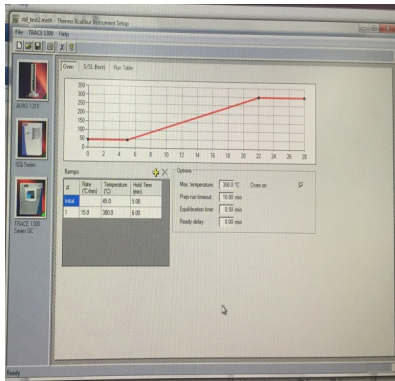 std_test2.meth - Thermo Xcalibur Instrument Setup
File TRACE 1300 Help
Oven S/SL (front) Run Table
350
300
250
200
150
100
50
0
0 2 4 6 8 10 12 14 16 18 20 22 24 26 28
AI/AS 1310
ISQ Series
TRACE 1300
Series GC
Ramps
# Rate (°C/min) Temperature (°C) Hold Time (min)
Initial 45.0 5.00
1 15.0 300.0 6.00
Options
Max. temperature: 350.0 °C Oven on:
Prep-run timeout: 10.00 min
Equilibration time: 0.50 min
Ready delay: 0.00 min
Ready